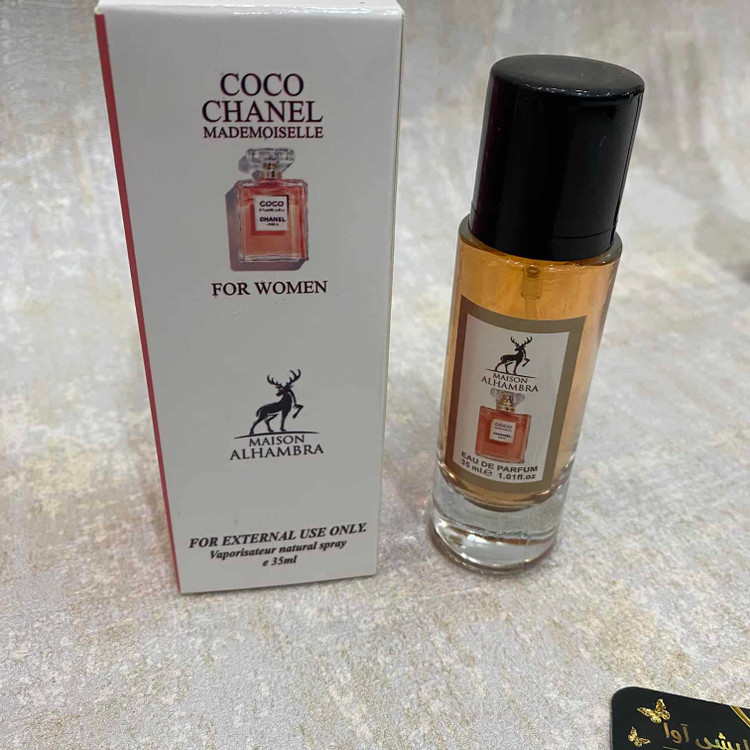 COCO
CHANEL
MADEMOISELLE
COCO
CHANEL
FOR WOMEN
MAISON
ALHAMBRA
FOR EXTERNAL USE ONLY.
Vaporisateur natural spray
e 35ml
MAISON
ALHAMBRA
COCO
CHANEL
EAU DE PARFUM
35 ml.e 1.01fl.oz
آوا